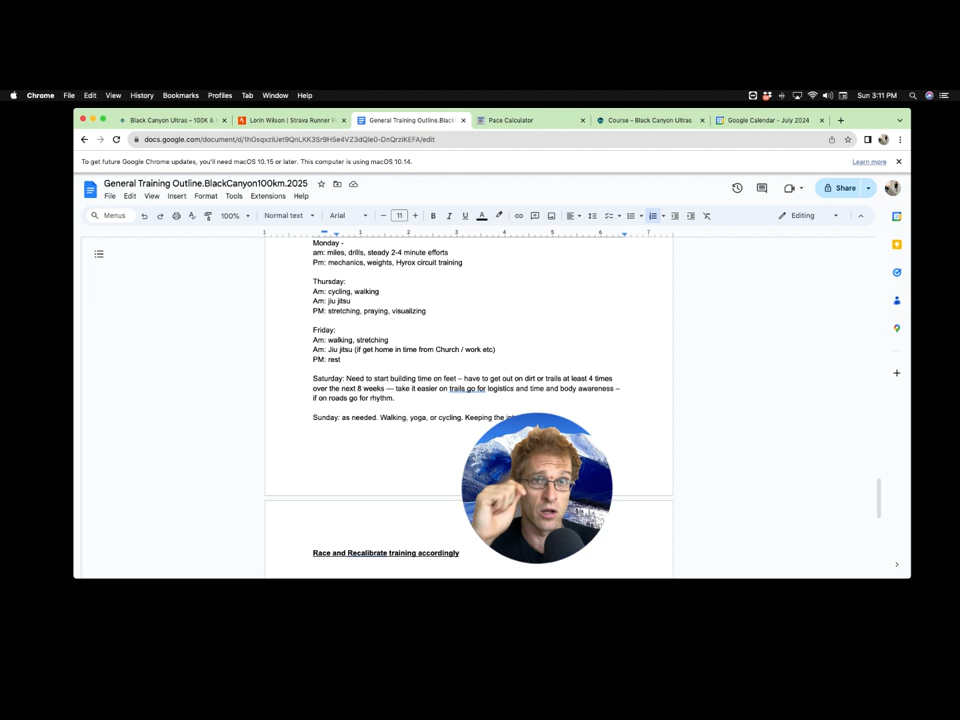 Chrome File Edit View History Bookmarks Profiles Tab Window Help Sun 3:11 PM
Black Canyon Ultras – 100K & Lorin Wilson | Strava Runner P General Training Outline.Black Pace Calculator Course – Black Canyon Ultras Google Calendar - July 2024
docs.google.com/document/d/1hOsqxziUet9QnLKK3Sr9H5e4VZ3dQle0-DnQrziKEFA/edit
To get future Google Chrome updates, you'll need macOS 10.15 or later. This computer is using macOS 10.14. Learn more
General Training Outline.BlackCanyon100km.2025
Share
File Edit View Insert Format Tools Extensions Help
Menus 100% Normal text Arial 11 B I U A Editing
1 1 2 3 4 5 6 7
Monday -
am: miles, drills, steady 2-4 minute efforts
Pm: mechanics, weights, Hyrox circuit training
Thursday:
Am: cycling, walking
Am: jiu jitsu
PM: stretching, praying, visualizing
Friday:
Am: walking, stretching
Am: Jiu jitsu (if get home in time from Church / work etc)
PM: rest
Saturday: Need to start building time on feet – have to get out on dirt or trails at least 4 times
over the next 8 weeks — take it easier on trails go for logistics and time and body awareness –
if on roads go for rhythm.
Sunday: as needed. Walking, yoga, or cycling. Keeping the
Race and Recalibrate training accordingly